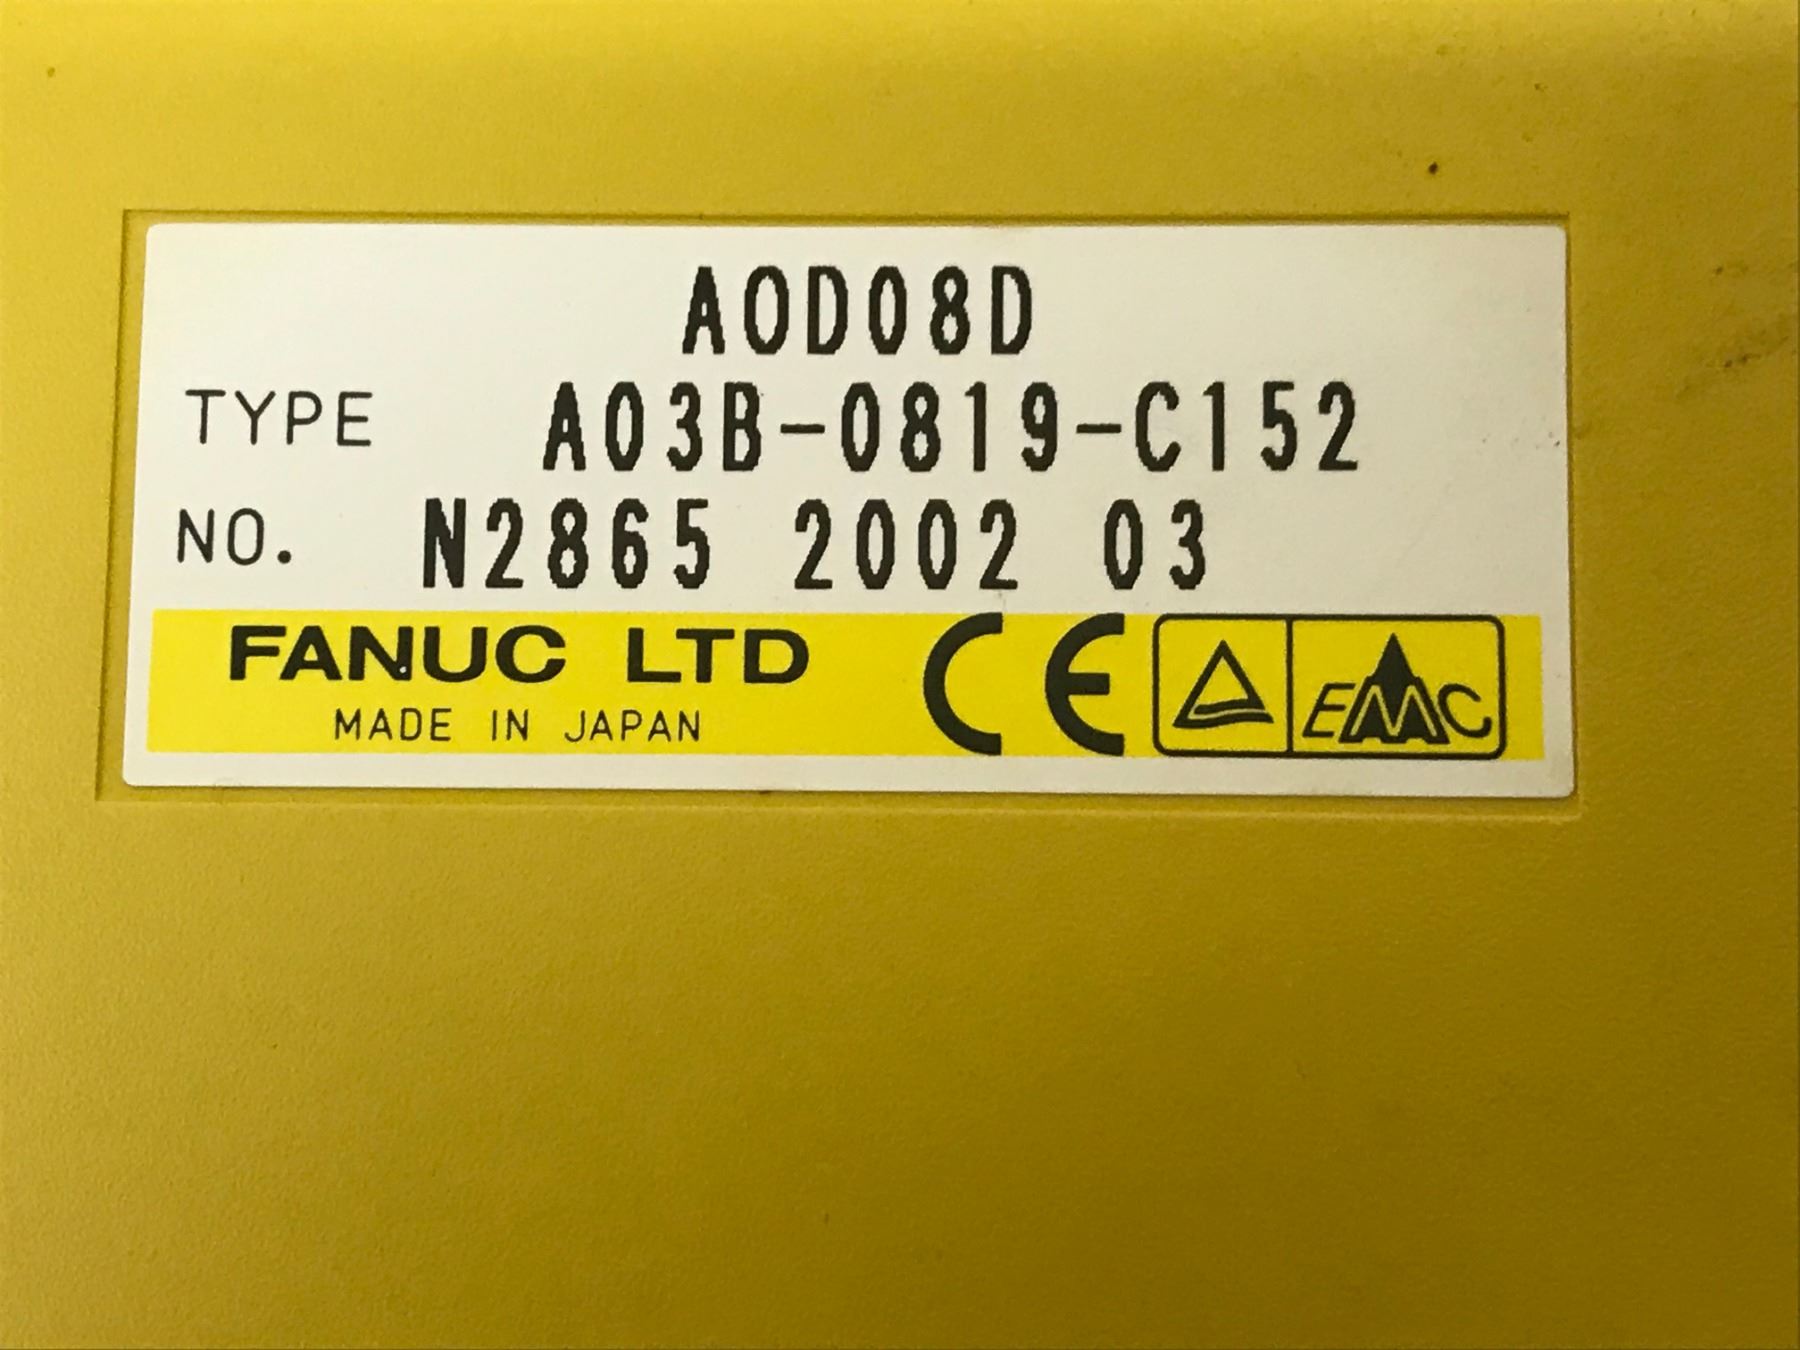 AOD08D
TYPE A03B-0819-C152
NO. N2865 2002 03
FANUC LTD CE EMC
MADE IN JAPAN